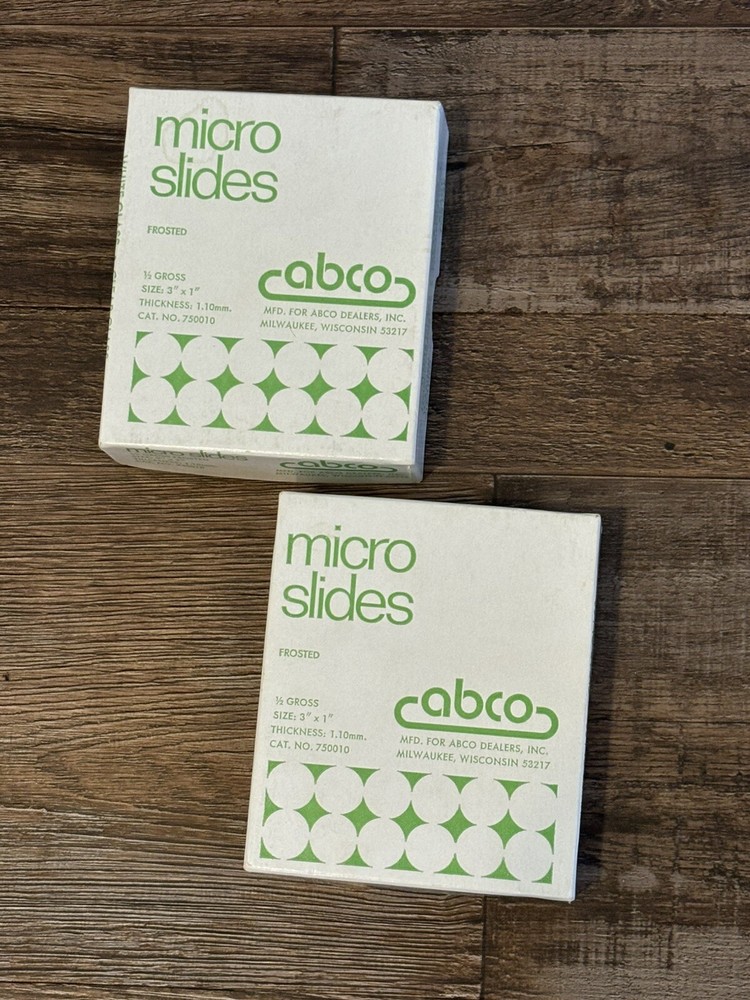 micro
slides
FROSTED
½ GROSS
SIZE: 3" x 1"
THICKNESS: 1.10mm.
CAT. NO. 750010
abco
MFD. FOR ABCO DEALERS, INC.
MILWAUKEE, WISCONSIN 53217
micro slides
abco
micro
slides
FROSTED
½ GROSS
SIZE: 3" x 1"
THICKNESS: 1.10mm.
CAT. NO. 750010
abco
MFD. FOR ABCO DEALERS, INC.
MILWAUKEE, WISCONSIN 53217